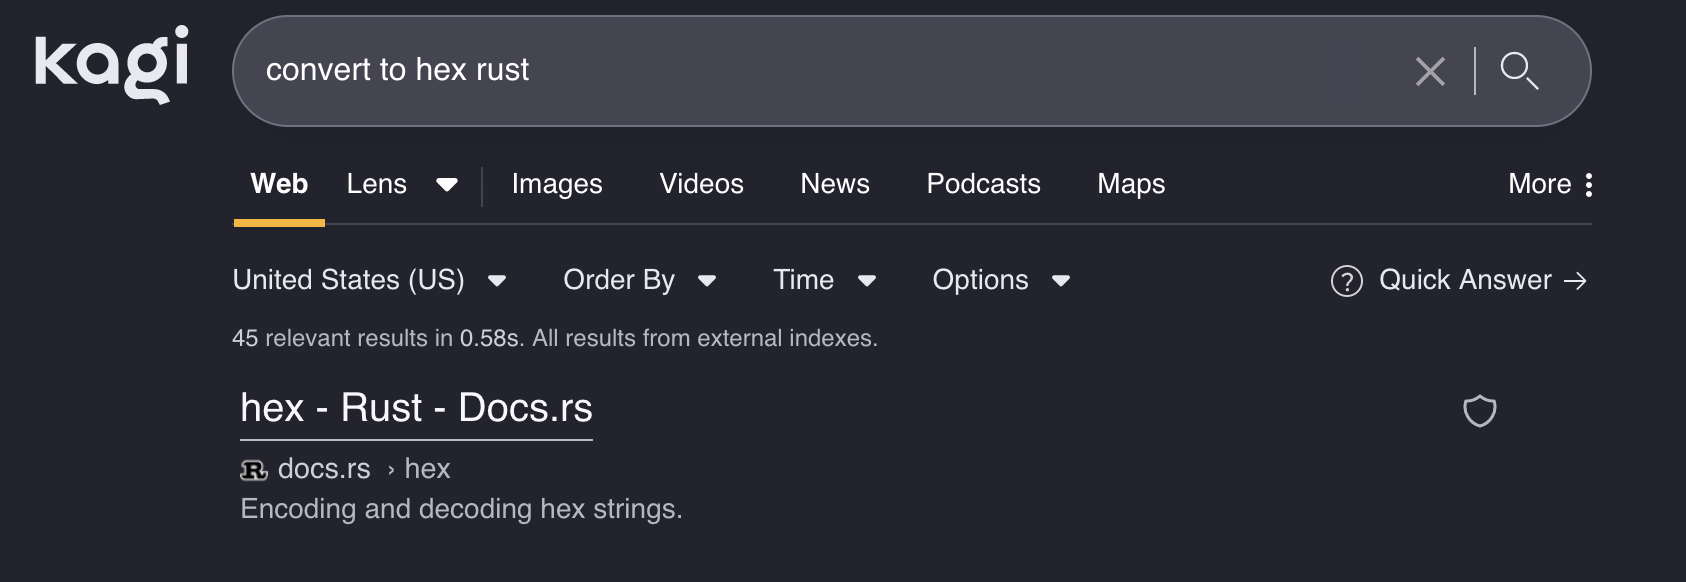 kagi
convert to hex rust
Web Lens Images Videos News Podcasts Maps More
United States (US) Order By Time Options ? Quick Answer →
45 relevant results in 0.58s. All results from external indexes.
hex - Rust - Docs.rs
R docs.rs › hex
Encoding and decoding hex strings.